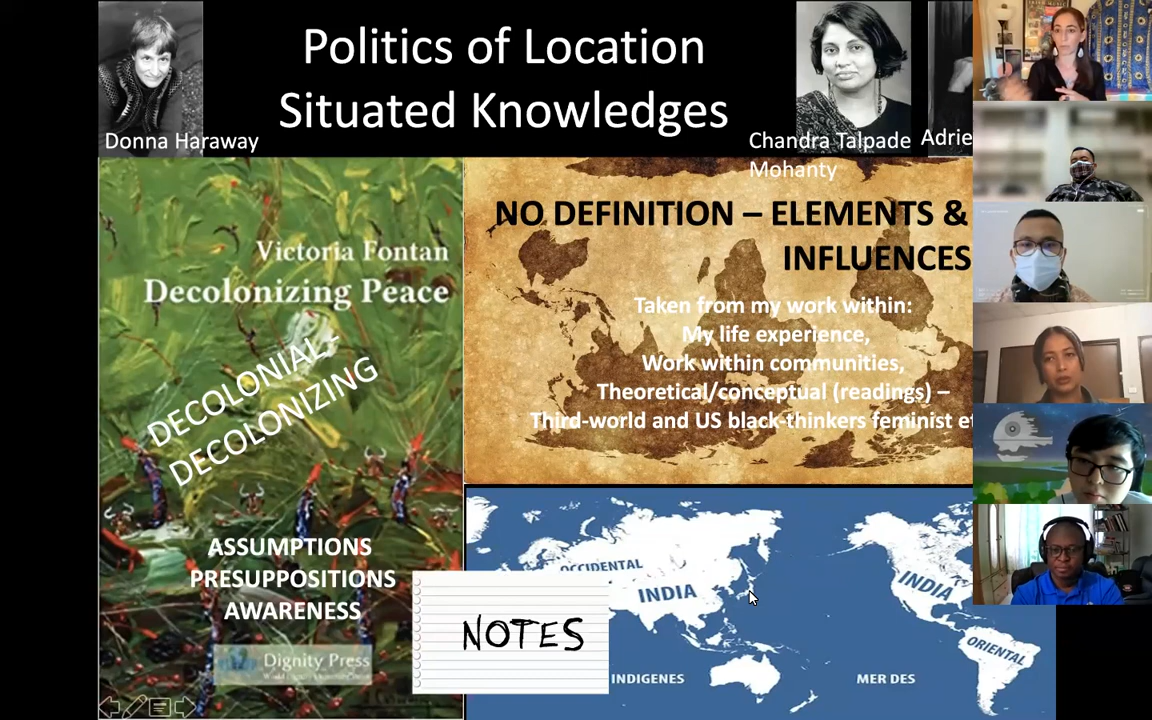 Politics of Location
Situated Knowledges
Donna Haraway
Chandra Talpade
Mohanty
Adrie
Victoria Fontan
Decolonizing Peace
DECOLONIAL -
DECOLONIZING
ASSUMPTIONS
PRESUPPOSITIONS
AWARENESS
Dignity Press
NO DEFINITION – ELEMENTS &
INFLUENCES
Taken from my work within:
My life experience,
Work within communities,
Theoretical/conceptual (readings) –
Third-world and US black-thinkers feminist et
OCCIDENTAL
INDIA
INDIA
ORIENTAL
INDIGENES
MER DES
NOTES